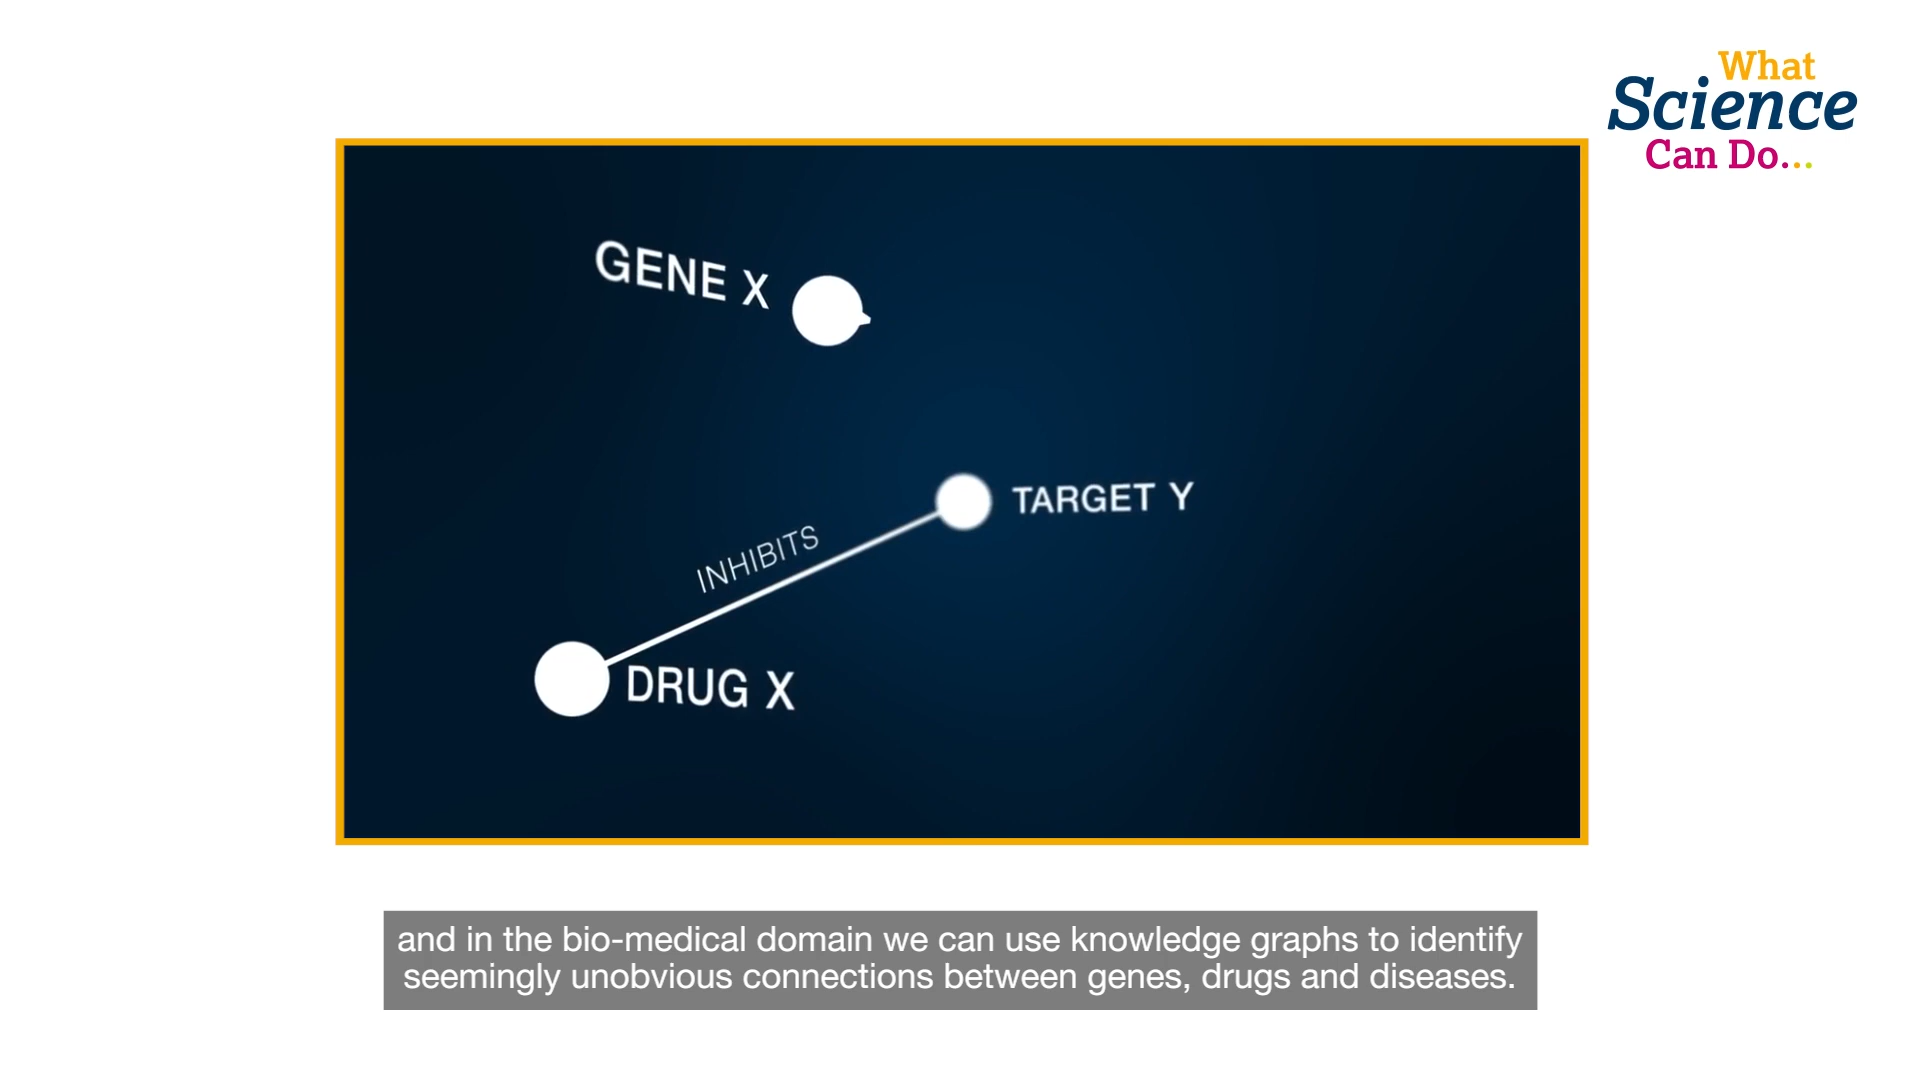 What
Science
Can Do...
GENE X
TARGET Y
INHIBITS
DRUG X
and in the bio-medical domain we can use knowledge graphs to identify
seemingly unobvious connections between genes, drugs and diseases.